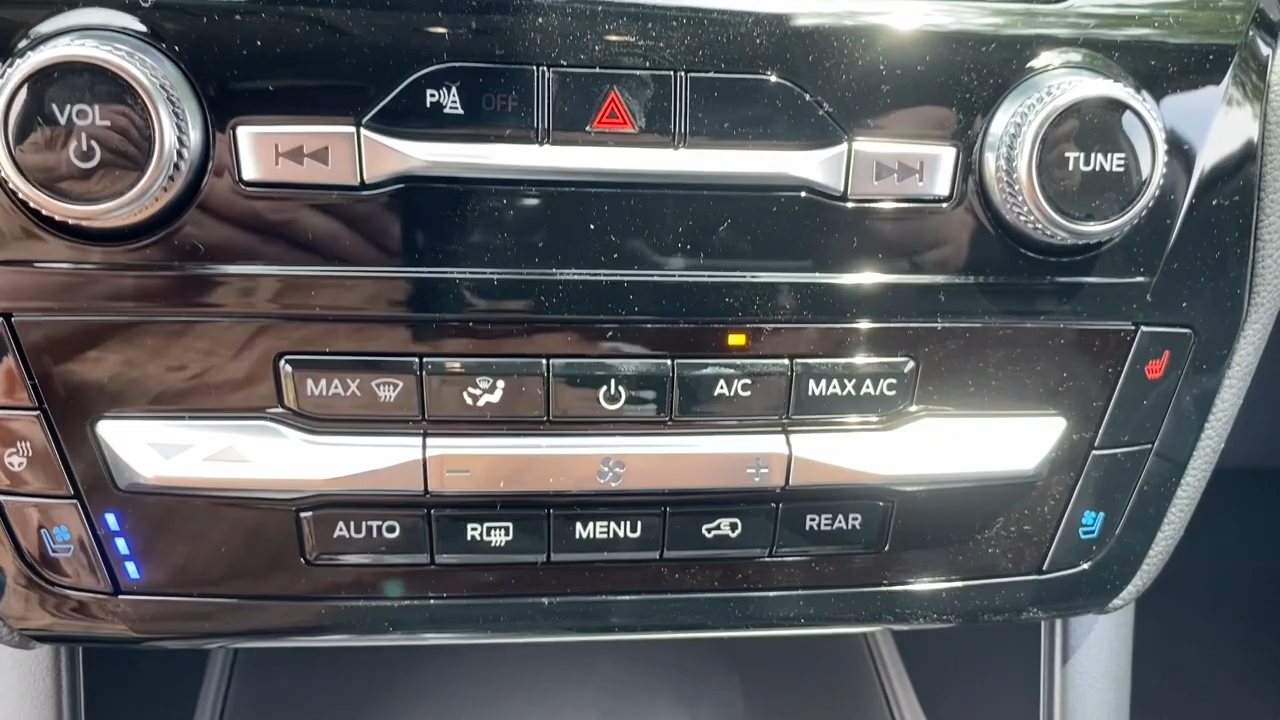 VOL
P OFF
TUNE
MAX
A/C
MAX A/C
AUTO
R
MENU
REAR